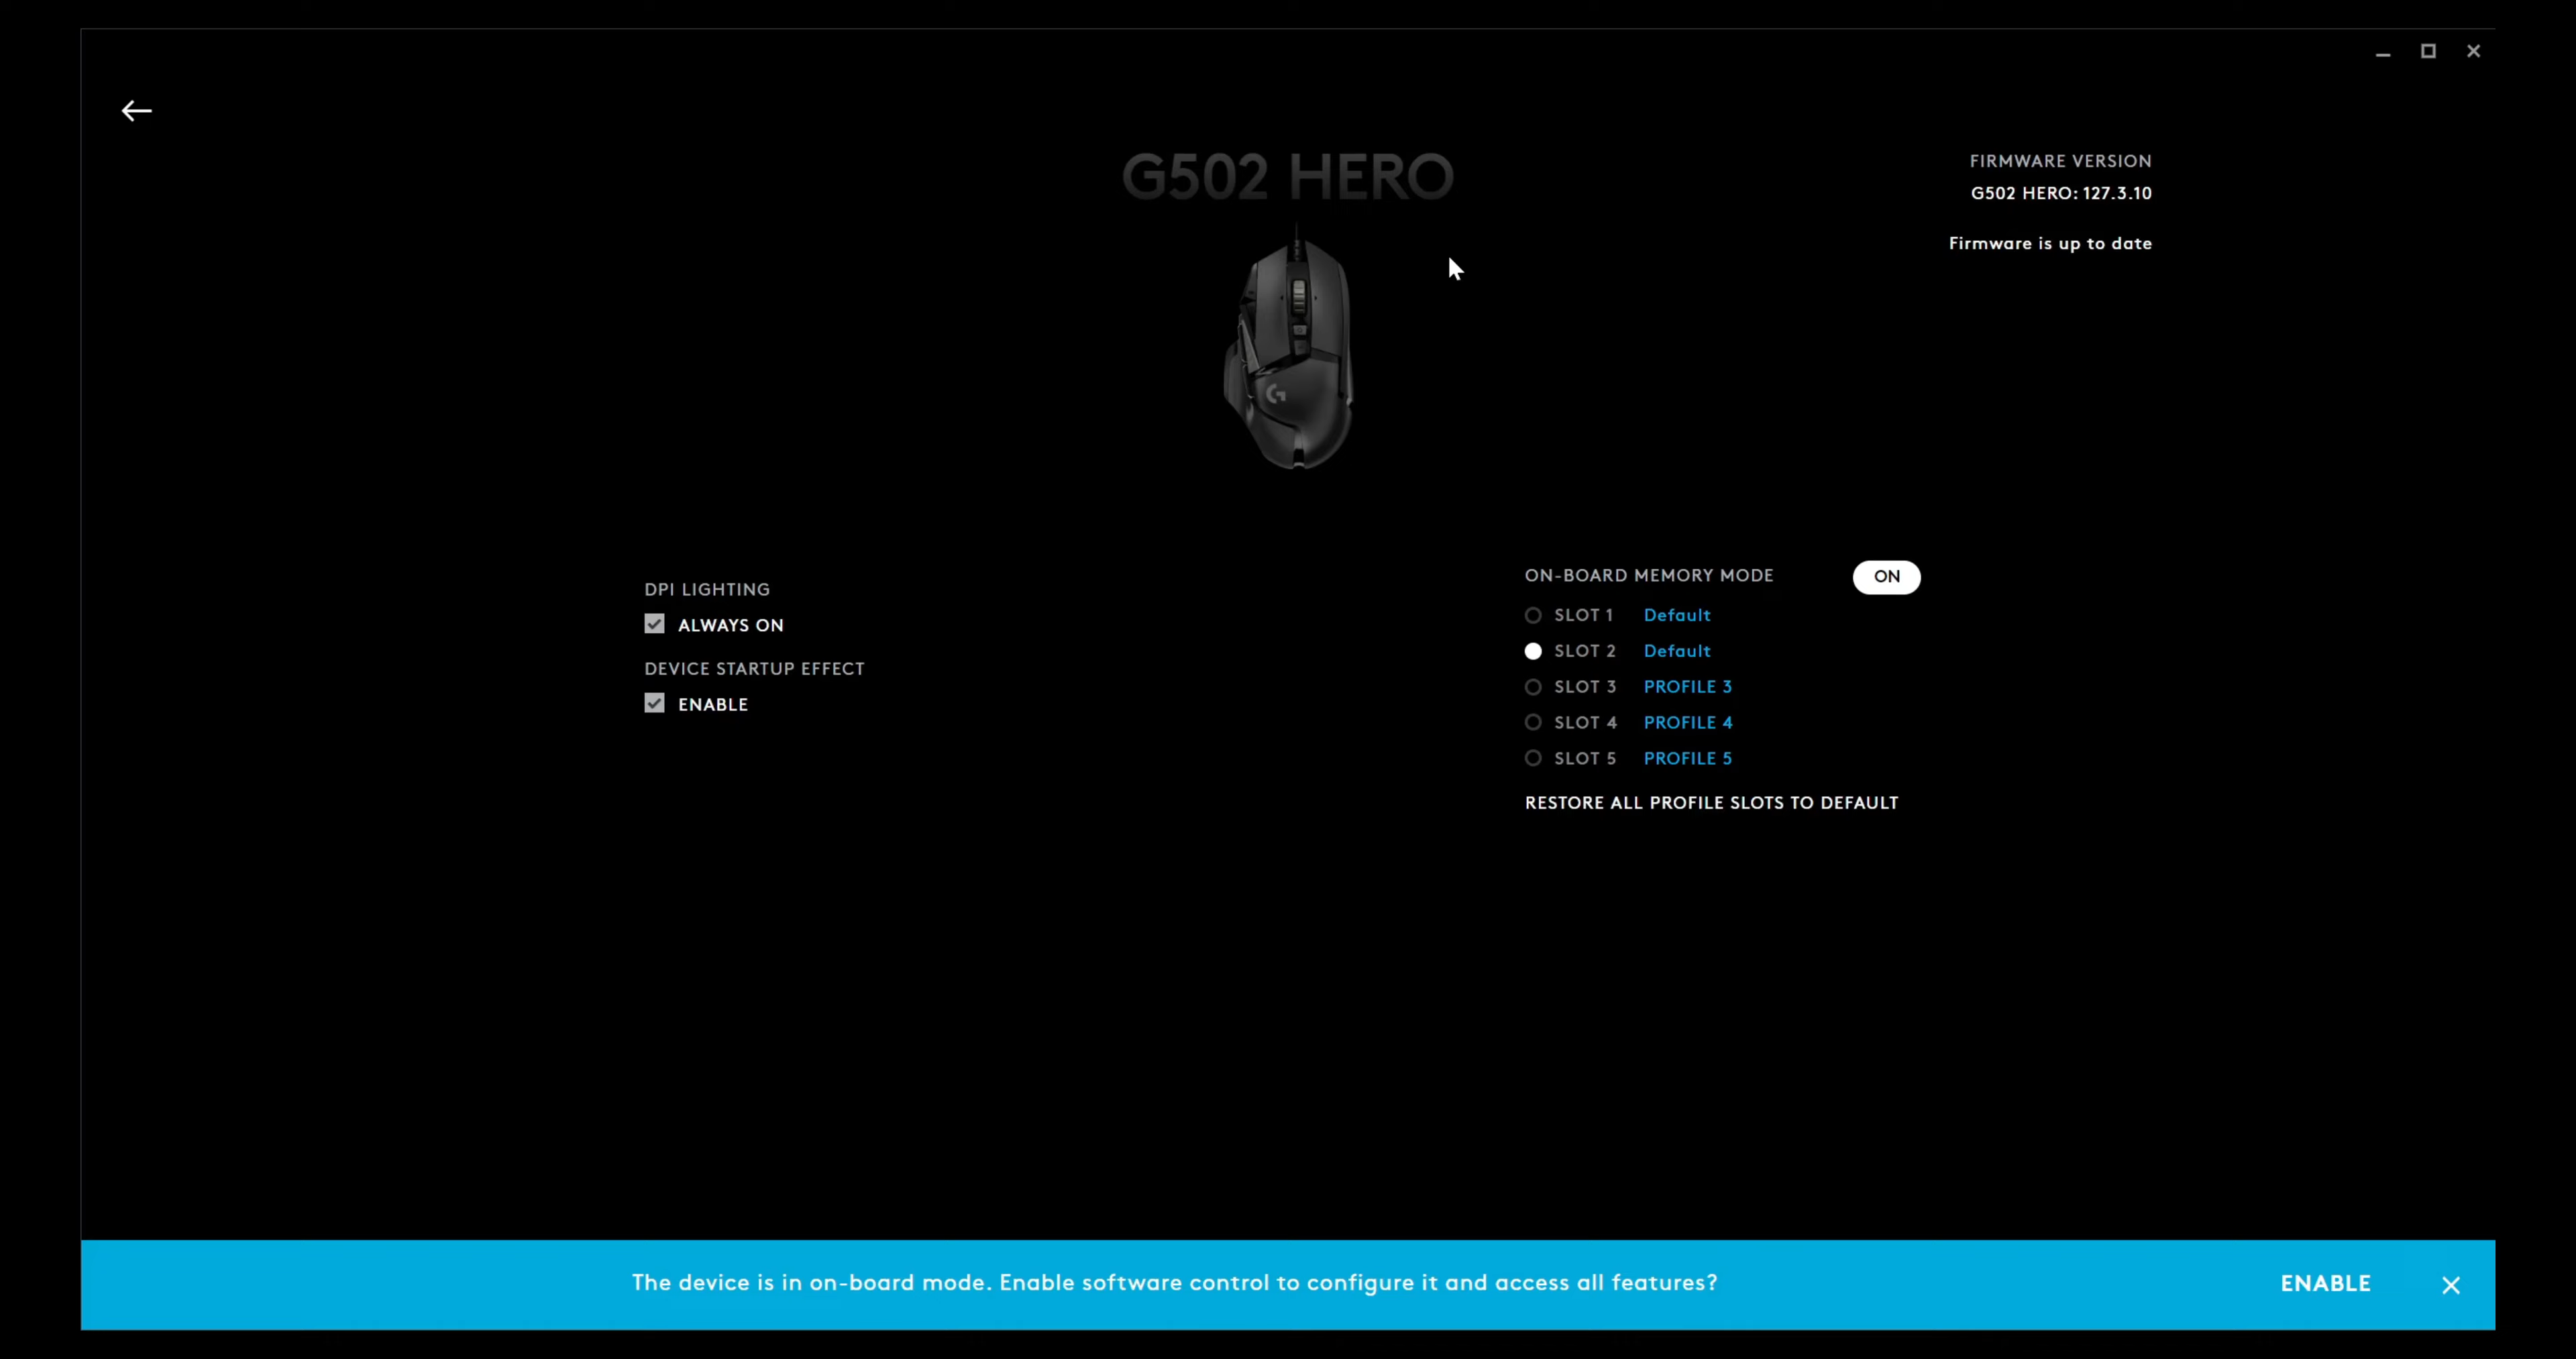 G502 HERO
FIRMWARE VERSION
G502 HERO: 127.3.10
Firmware is up to date
DPI LIGHTING
ALWAYS ON
DEVICE STARTUP EFFECT
ENABLE
ON-BOARD MEMORY MODE ON
SLOT 1 Default
SLOT 2 Default
SLOT 3 PROFILE 3
SLOT 4 PROFILE 4
SLOT 5 PROFILE 5
RESTORE ALL PROFILE SLOTS TO DEFAULT
The device is in on-board mode. Enable software control to configure it and access all features? ENABLE